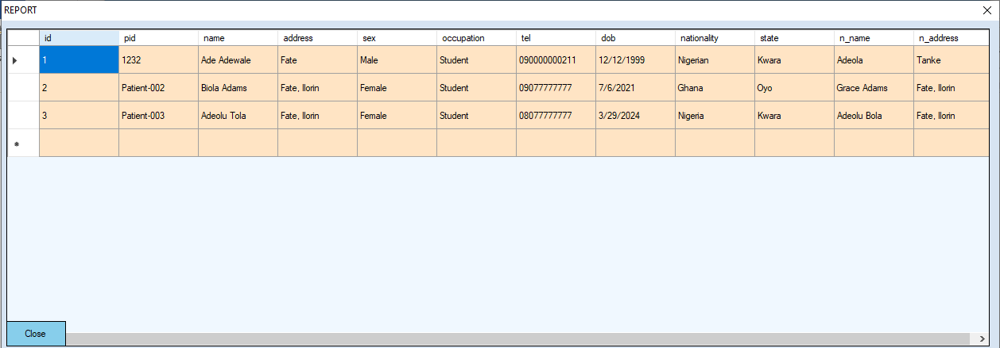 REPORT
id pid name address sex occupation tel dob nationality state n_name n_address
1 1232 Ade Adewale Fate Male Student 090000000211 12/12/1999 Nigerian Kwara Adeola Tanke
2 Patient-002 Biola Adams Fate, Ilorin Female Student 09077777777 7/6/2021 Ghana Oyo Grace Adams Fate, Ilorin
3 Patient-003 Adeolu Tola Fate, Ilorin Female Student 08077777777 3/29/2024 Nigeria Kwara Adeolu Bola Fate, Ilorin
Close